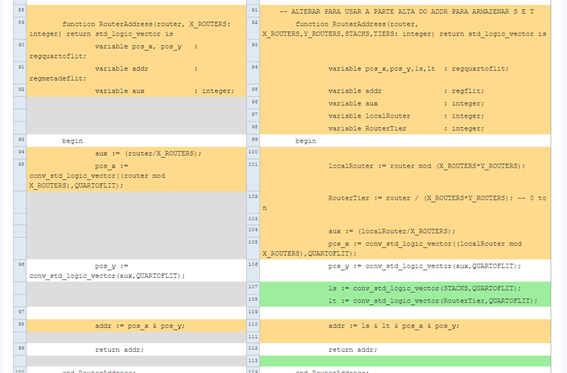 88
89 function RouterAddress(router, X_ROUTERS:
integer) return std_logic_vector is
90 variable pos_x, pos_y :
regquartoflit;
91 variable addr :
regmetadeflit;
92 variable aux : integer;
93 begin
94 aux := (router/X_ROUTERS);
95 pos_x :=
conv_std_logic_vector((router mod
X_ROUTERS),QUARTOFLIT);
96 pos_y :=
conv_std_logic_vector(aux,QUARTOFLIT);
97
98 addr := pos_x & pos_y;
99 return addr;
100 end RouterAddress;
91 -- ALTERAR PARA USAR A PARTE ALTA DO ADDR PARA ARMAZENAR S E T
92 function RouterAddress(router,
X_ROUTERS,Y_ROUTERS,STACKS,TIERS: integer) return std_logic_vector is
93
94 variable pos_x,pos_y,ls,lt : regquartoflit;
95 variable addr : regflit;
96 variable aux : integer;
97 variable localRouter : integer;
98 variable RouterTier : integer;
99 begin
100
101 localRouter := router mod (X_ROUTERS*Y_ROUTERS);
102 RouterTier := router / (X_ROUTERS*Y_ROUTERS); -- 0 to
n
103
104 aux := (localRouter/X_ROUTERS);
105 pos_x := conv_std_logic_vector((localRouter mod
X_ROUTERS),QUARTOFLIT);
106 pos_y := conv_std_logic_vector(aux,QUARTOFLIT);
107 ls := conv_std_logic_vector(STACKS,QUARTOFLIT);
108 lt := conv_std_logic_vector(RouterTier,QUARTOFLIT);
109
110 addr := ls & lt & pos_x & pos_y;
111
112 return addr;
113
114 end RouterAddress;